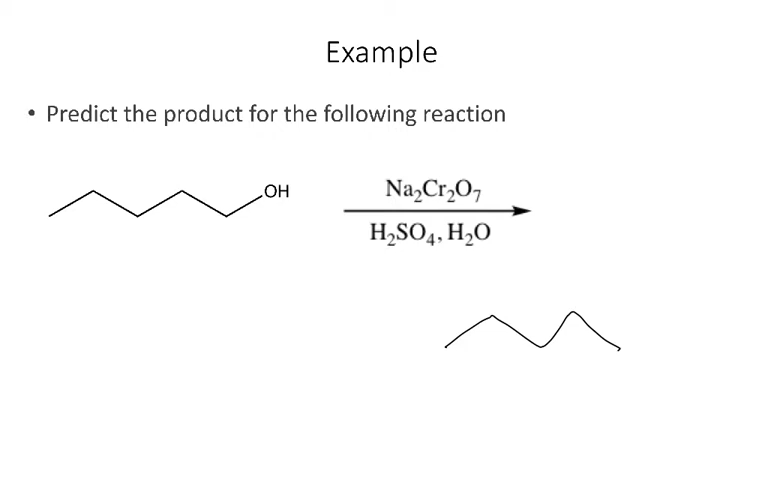 Example
• Predict the product for the following reaction
OH
Na₂Cr₂O₇
H₂SO₄, H₂O